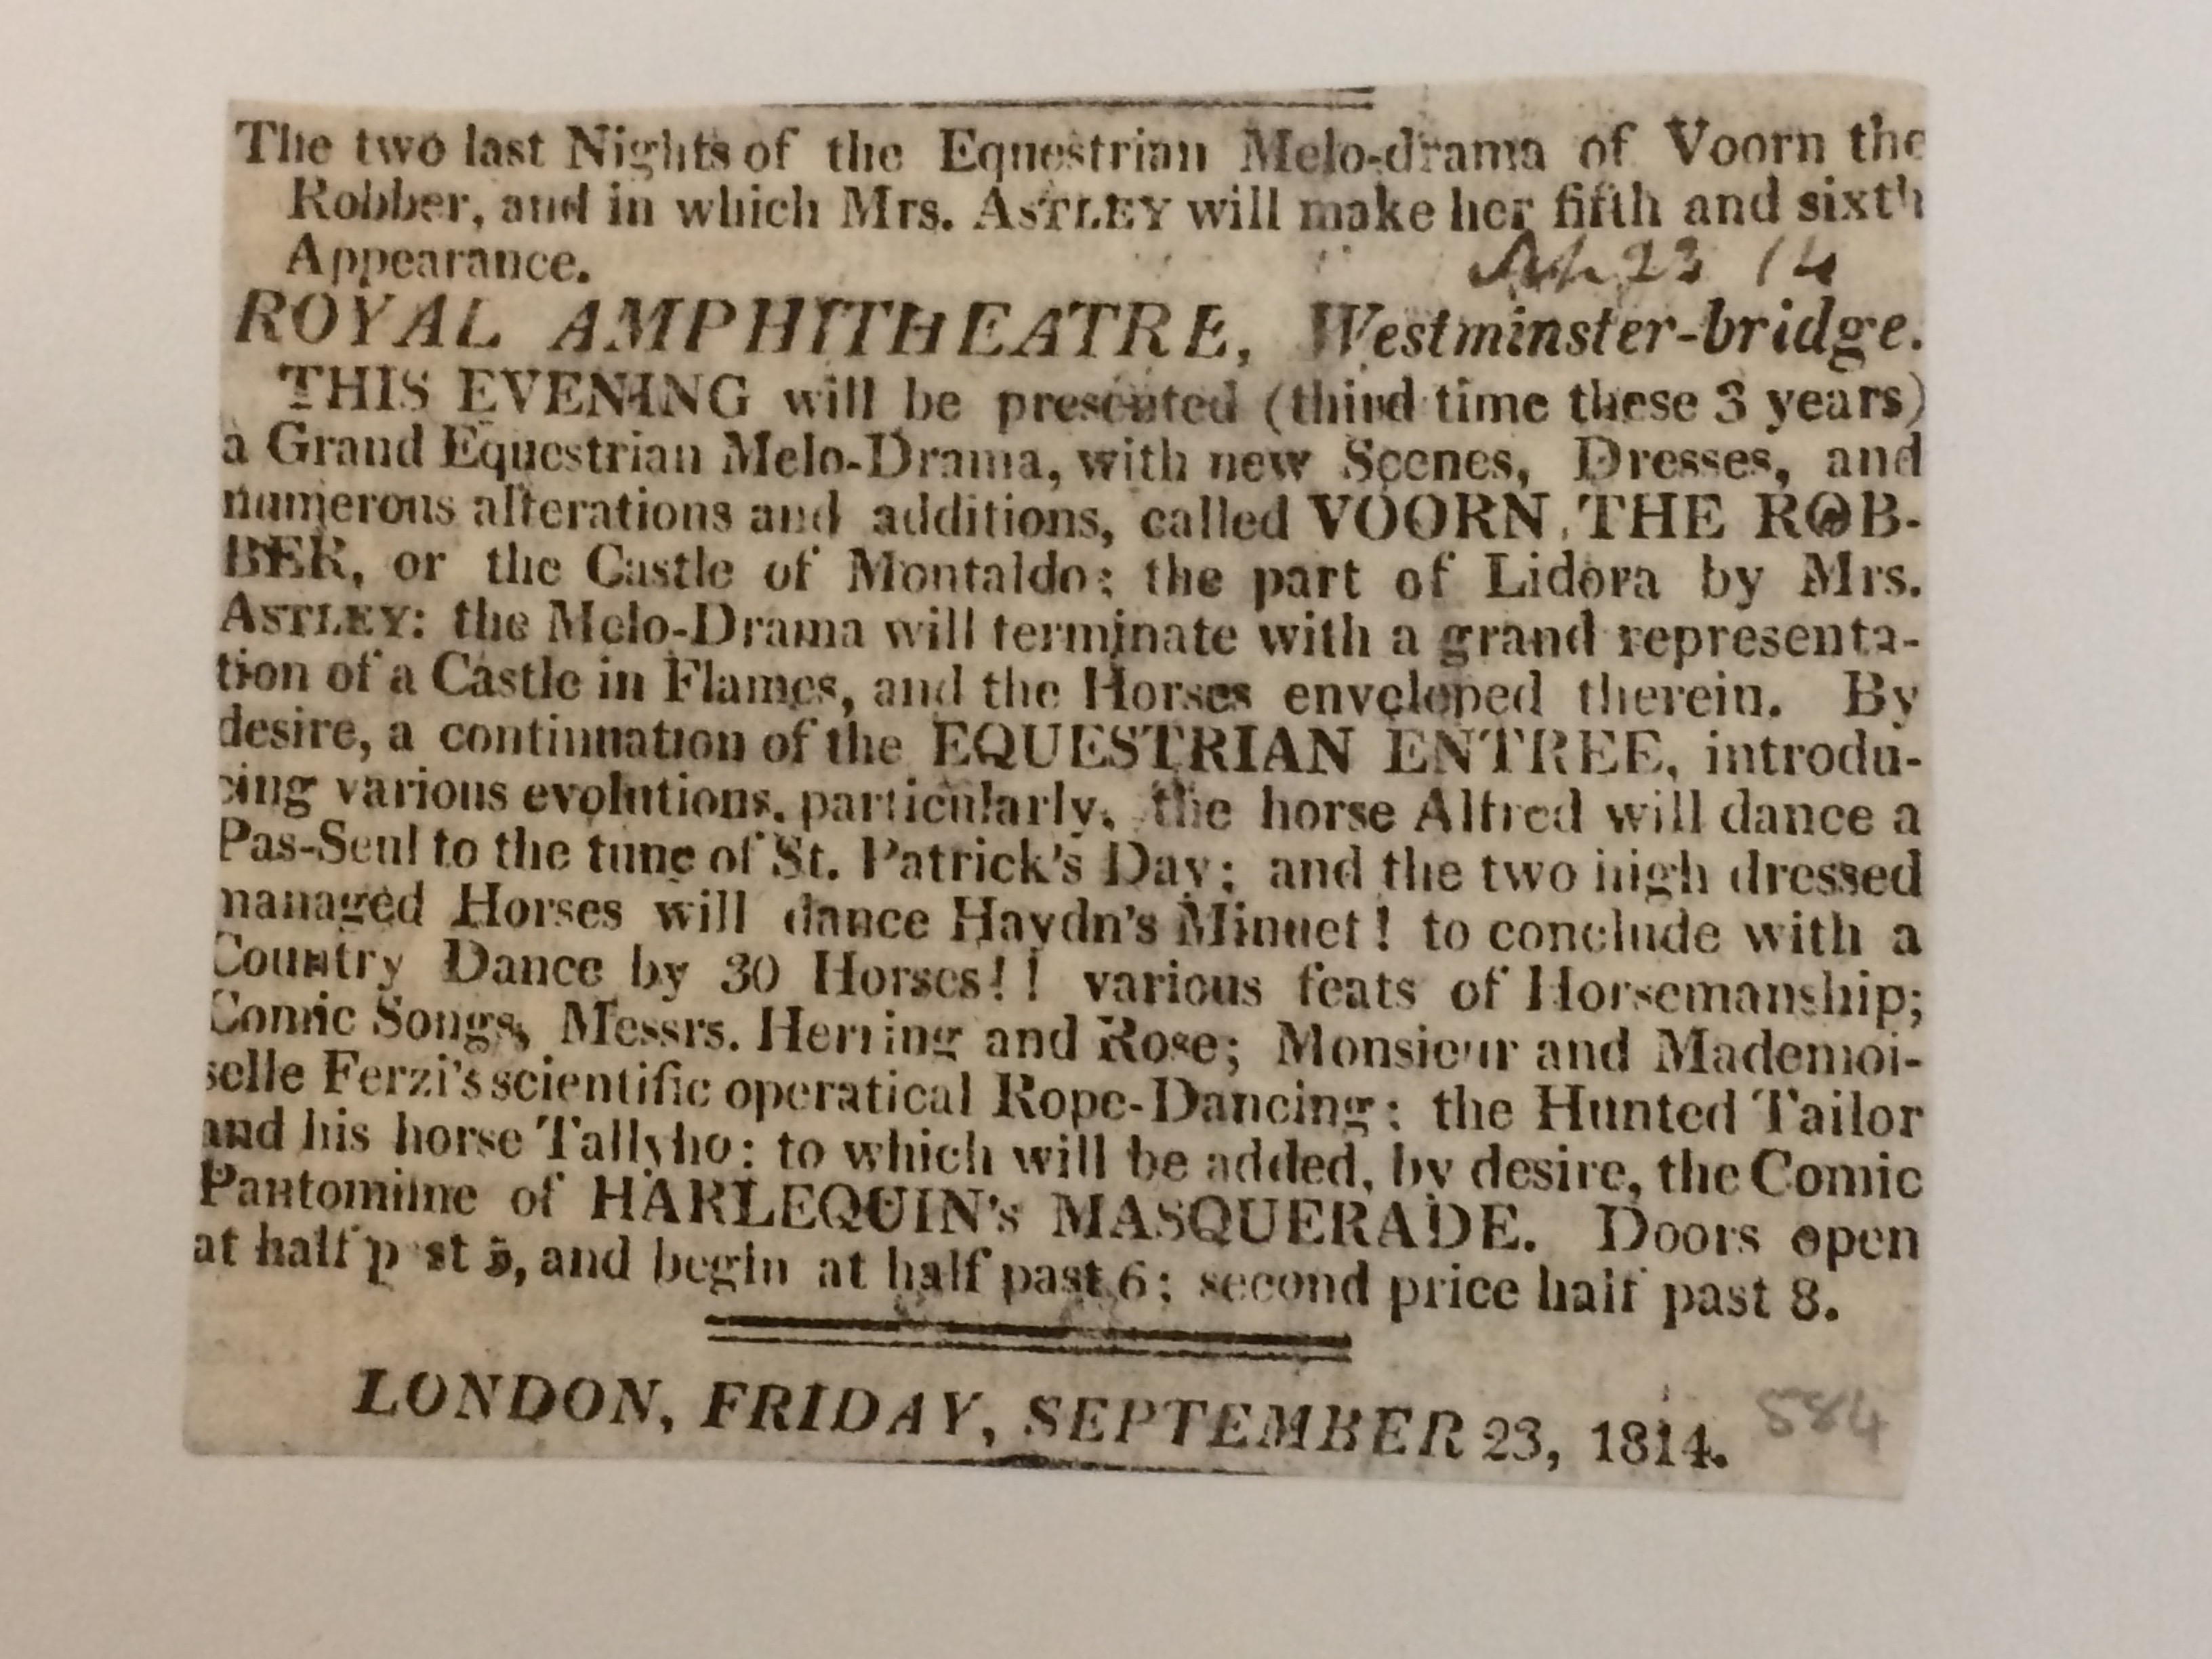 The two last Nights of the Equestrian Melo-drama of Voorn the
Robber, and in which Mrs. ASTLEY will make her fifth and sixth
Appearance.
Sep 23 14
ROYAL AMPHITHEATRE, Westminster-bridge.
THIS EVENING will be presented (third time these 3 years)
a Grand Equestrian Melo-Drama, with new Scenes, Dresses, and
numerous alterations and additions, called VOORN THE ROB-
BER, or the Castle of Montaldo; the part of Lidora by Mrs.
ASTLEY: the Melo-Drama will terminate with a grand representa-
tion of a Castle in Flames, and the Horses enveloped therein. By
desire, a continuation of the EQUESTRIAN ENTREE, introdu-
cing various evolutions, particularly, the horse Alfred will dance a
Pas-Seul to the tune of St. Patrick's Day; and the two high dressed
managed Horses will dance Haydn's Minuet! to conclude with a
Country Dance by 30 Horses!! various feats of Horsemanship;
Comic Songs, Messrs. Herring and Rose; Monsieur and Mademoi-
selle Ferzi's scientific operatical Rope-Dancing; the Hunted Tailor
and his horse Tallyho: to which will be added, by desire, the Comic
Pantomime of HARLEQUIN's MASQUERADE. Doors open
at half past 5, and begin at half past 6; second price half past 8.
LONDON, FRIDAY, SEPTEMBER 23, 1814.
584